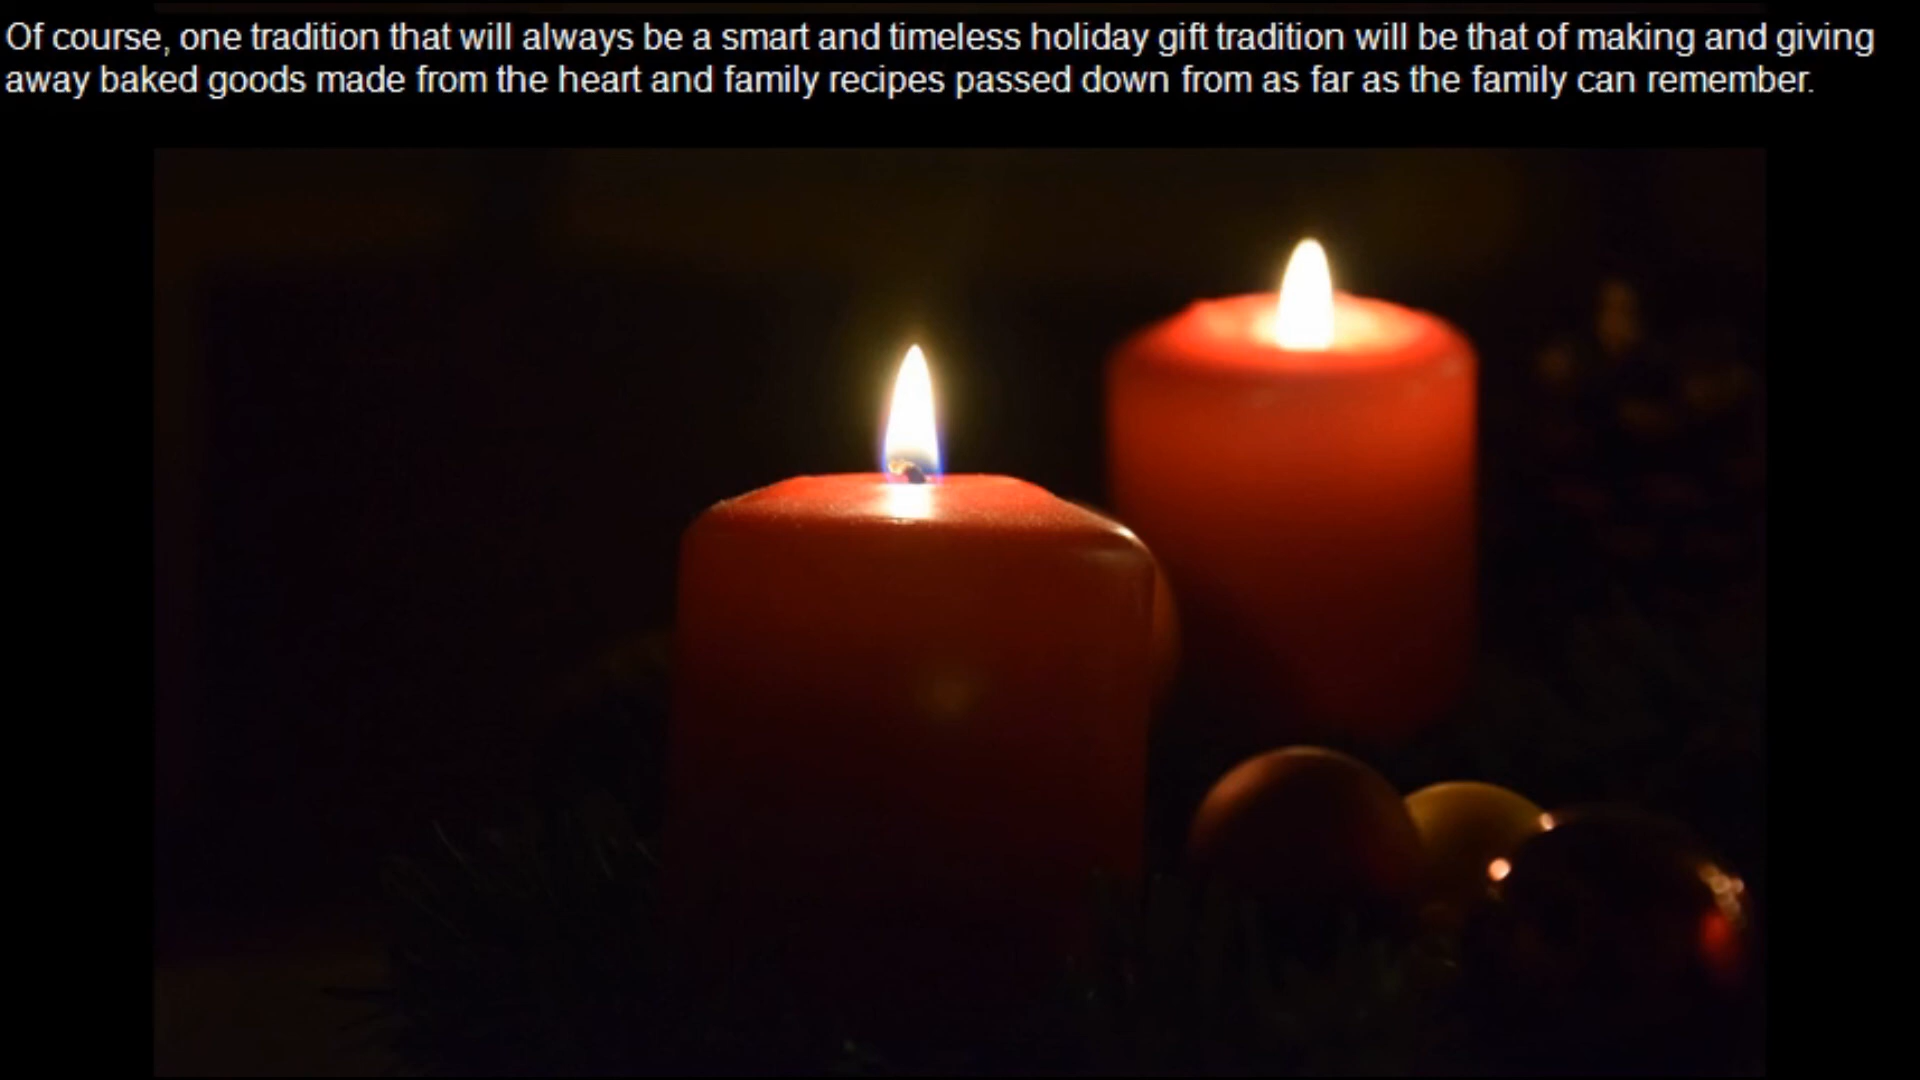 Of course, one tradition that will always be a smart and timeless holiday gift tradition will be that of making and giving
away baked goods made from the heart and family recipes passed down from as far as the family can remember.